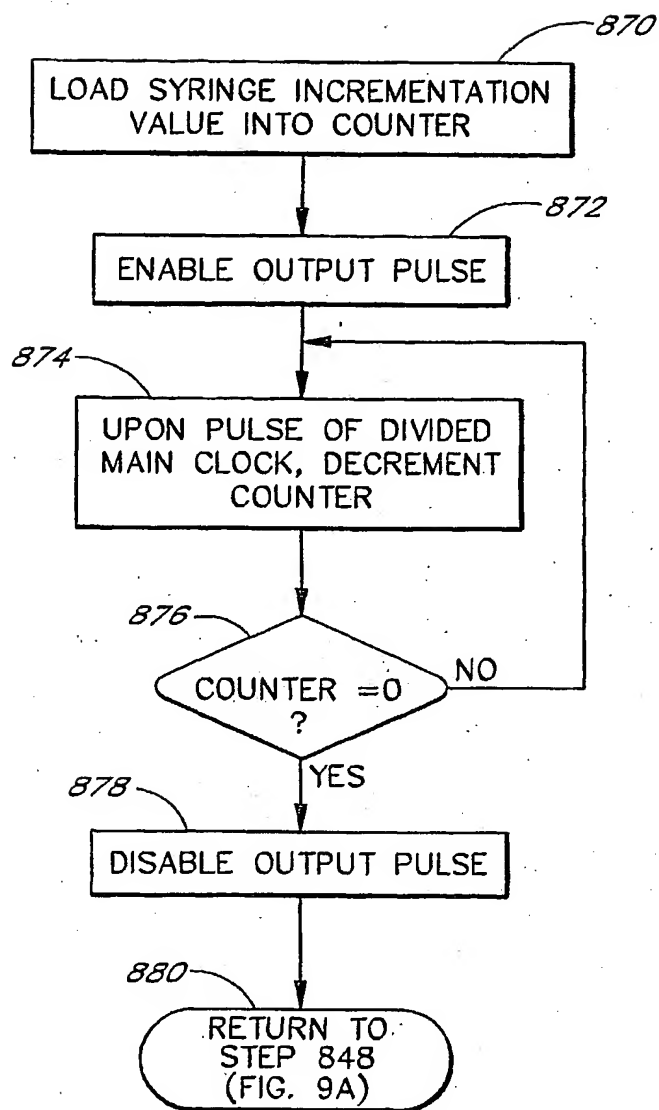 870
LOAD SYRINGE INCREMENTATION
VALUE INTO COUNTER
872
ENABLE OUTPUT PULSE
874
UPON PULSE OF DIVIDED
MAIN CLOCK, DECREMENT
COUNTER
876
COUNTER =0
?
NO
YES
878
DISABLE OUTPUT PULSE
880
RETURN TO
STEP 848
(FIG. 9A)